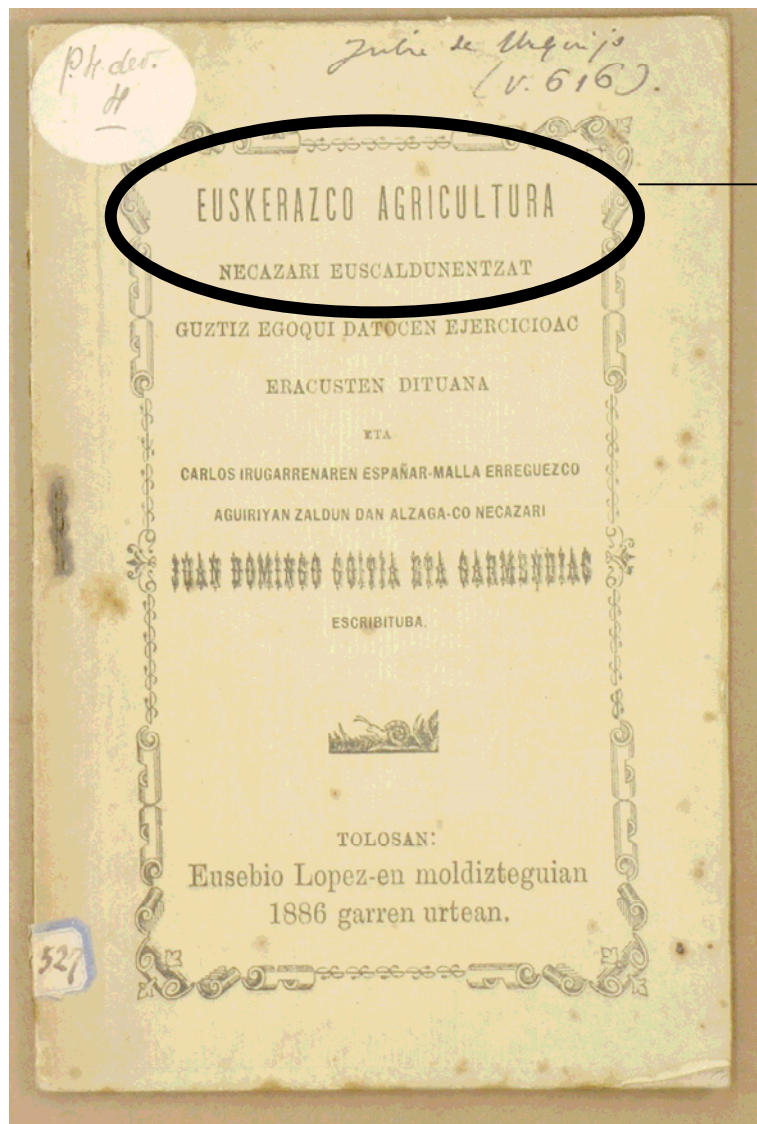 Julio de Urquijo
(V. 616).
EUSKERAZCO AGRICULTURA
NECAZARI EUSCALDUNENTZAT
GUZTIZ EGOQUI DATOCEN EJERCICIOAC
ERACUSTEN DITUANA
ETA
CARLOS IRUGARRENAREN ESPAÑAR-MALLA ERREGUEZCO
AGUIRIYAN ZALDUN DAN ALZAGA-CO NECAZARI
JUAN DOMINGO GOITIA ETA GARMENDIAC
ESCRIBITUBA.
TOLOSAN:
Eusebio Lopez-en moldizteguian
1886 garren urtean.
527